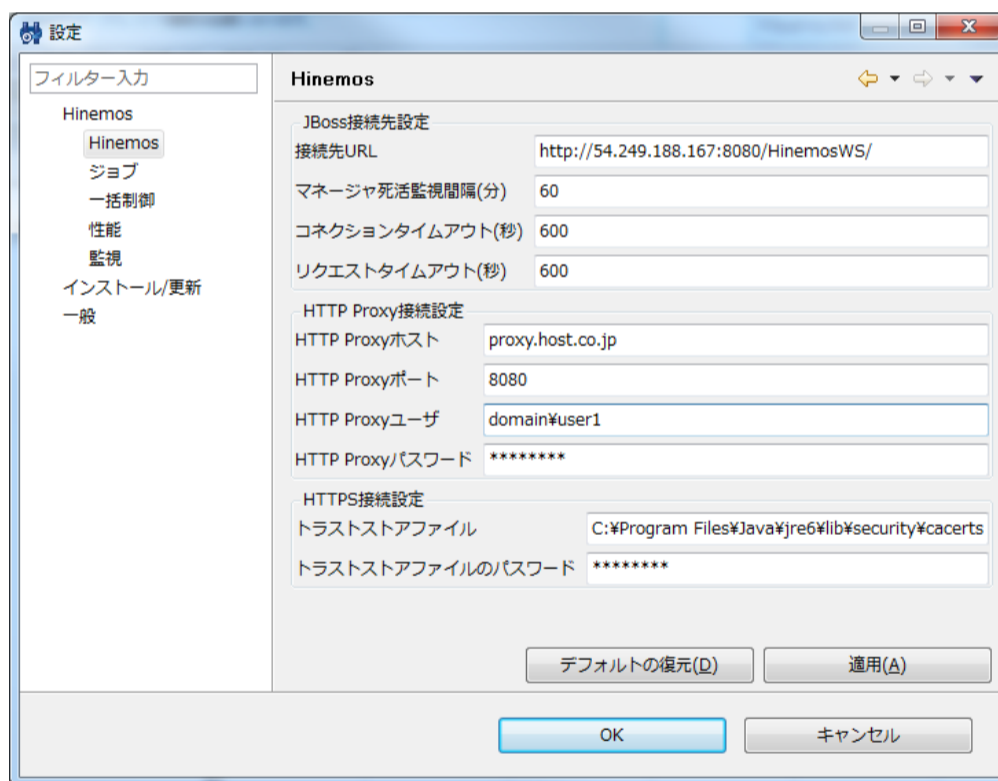 設定
フィルター入力
Hinemos
Hinemos
ジョブ
一括制御
性能
監視
インストール/更新
一般
Hinemos
JBoss接続先設定
接続先URL http://54.249.188.167:8080/HinemosWS/
マネージャ死活監視間隔(分) 60
コネクションタイムアウト(秒) 600
リクエストタイムアウト(秒) 600
HTTP Proxy接続設定
HTTP Proxyホスト proxy.host.co.jp
HTTP Proxyポート 8080
HTTP Proxyユーザ domain¥user1
HTTP Proxyパスワード ********
HTTPS接続設定
トラストストアファイル C:¥Program Files¥Java¥jre6¥lib¥security¥cacerts
トラストストアファイルのパスワード ********
デフォルトの復元(D) 適用(A)
OK キャンセル